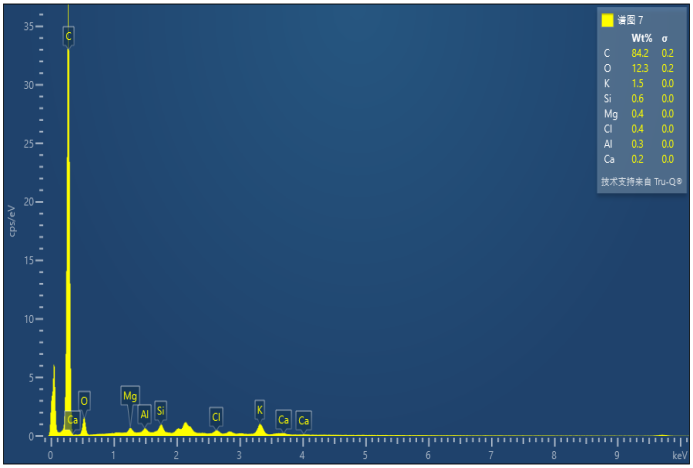 谱图 7
Wt% σ
C 84.2 0.2
O 12.3 0.2
K 1.5 0.0
Si 0.6 0.0
Mg 0.4 0.0
Cl 0.4 0.0
Al 0.3 0.0
Ca 0.2 0.0
技术支持来自 Tru-Q®
cps/eV
35
30
25
20
15
10
5
0
C
Ca
O
Mg
Al
Si
Cl
K
Ca
Ca
0 1 2 3 4 5 6 7 8 9 keV